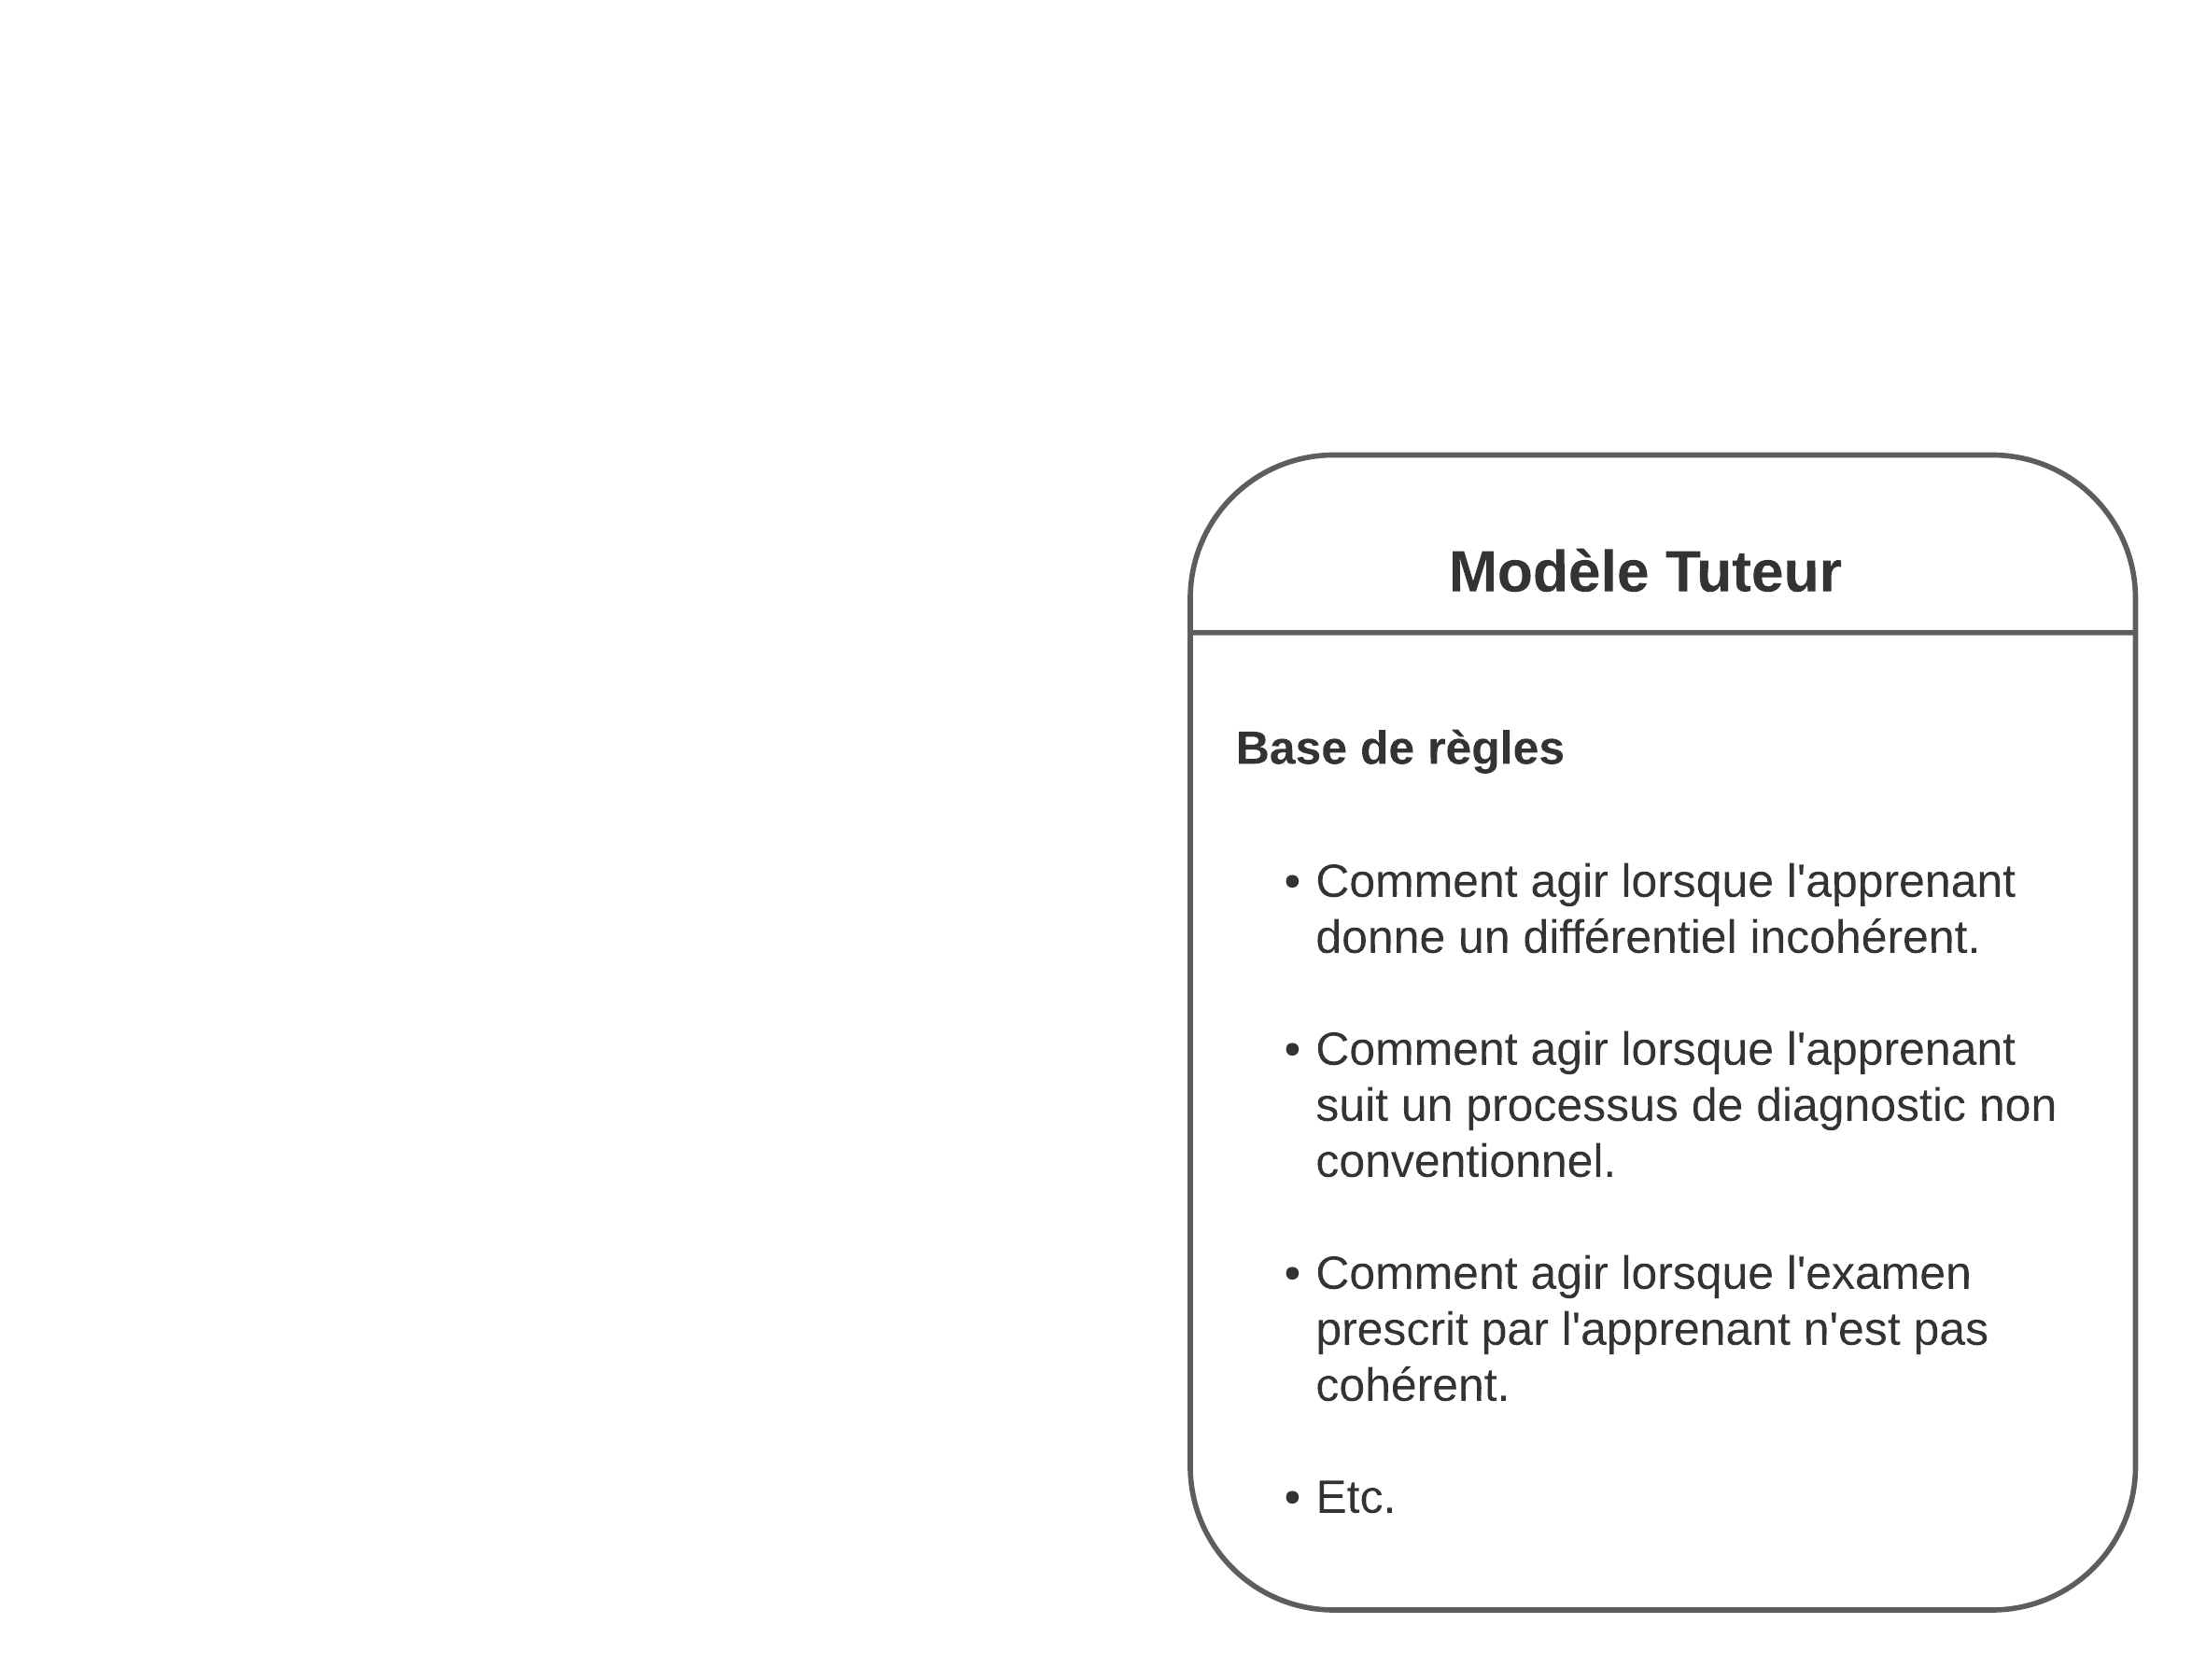 Modèle Tuteur
Base de règles
• Comment agir lorsque l'apprenant
donne un différentiel incohérent.
• Comment agir lorsque l'apprenant
suit un processus de diagnostic non
conventionnel.
• Comment agir lorsque l'examen
prescrit par l'apprenant n'est pas
cohérent.
• Etc.